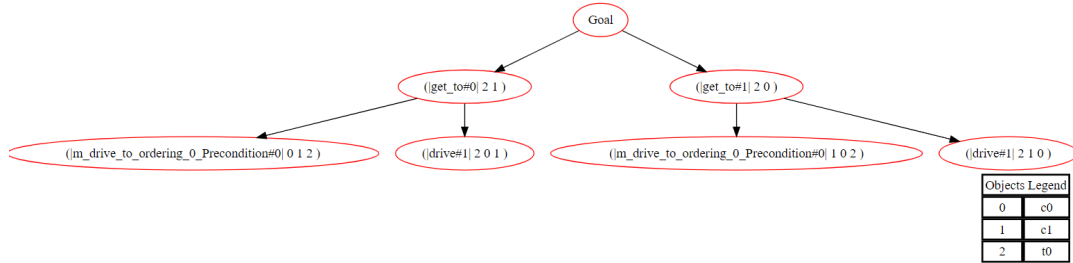 Goal
(|get_to#0| 2 1 )
(|get_to#1| 2 0 )
(|m_drive_to_ordering_0_Precondition#0| 0 1 2 )
(|drive#1| 2 0 1 )
(|m_drive_to_ordering_0_Precondition#0| 1 0 2 )
(|drive#1| 2 1 0 )
Objects Legend
0 c0
1 c1
2 t0